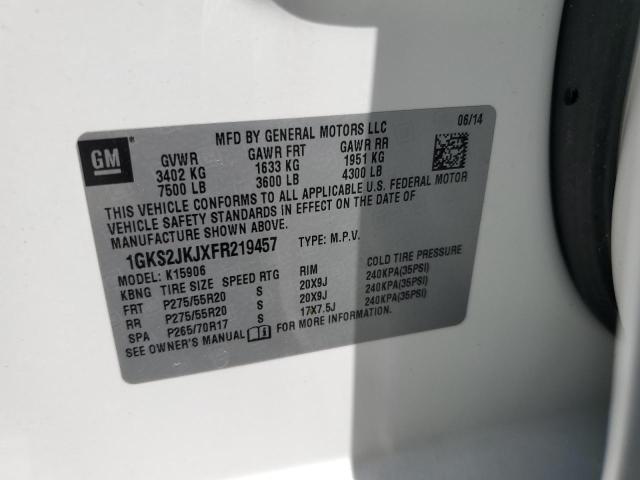 GM
MFD BY GENERAL MOTORS LLC 06/14
GVWR GAWR FRT GAWR RR
3402 KG 1633 KG 1951 KG
7500 LB 3600 LB 4300 LB
THIS VEHICLE CONFORMS TO ALL APPLICABLE U.S. FEDERAL MOTOR
VEHICLE SAFETY STANDARDS IN EFFECT ON THE DATE OF
MANUFACTURE SHOWN ABOVE.
1GKS2JKJXFR219457 TYPE: M.P.V.
MODEL: K15906
KBNG TIRE SIZE SPEED RTG RIM COLD TIRE PRESSURE
FRT P275/55R20 S 20X9J 240KPA(35PSI)
RR P275/55R20 S 20X9J 240KPA(35PSI)
SPA P265/70R17 S 17X7.5J 240KPA(35PSI)
SEE OWNER'S MANUAL FOR MORE INFORMATION.